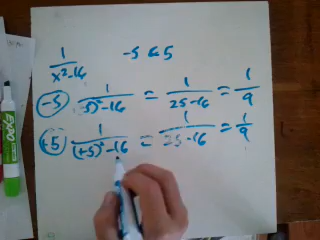 1/x²-16 -5 & 5
(-5) 1/(-5)²-16 = 1/25-16 = 1/9
(+5) 1/(+5)²-16 = 1/25-16 = 1/9
EXPO